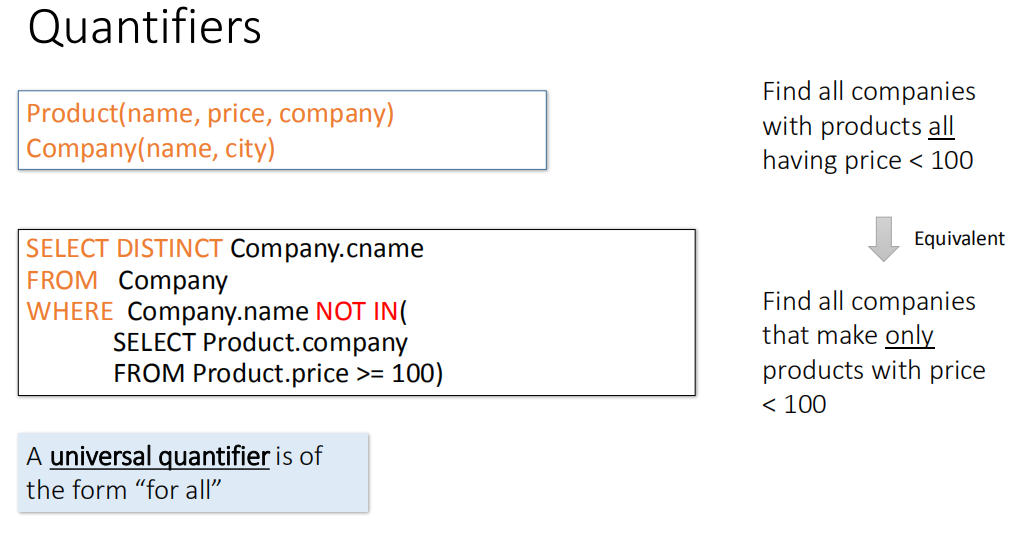 Quantifiers
Product(name, price, company)
Company(name, city)
Find all companies
with products all
having price < 100
SELECT DISTINCT Company.cname
FROM Company
WHERE Company.name NOT IN(
SELECT Product.company
FROM Product.price >= 100)
Equivalent
Find all companies
that make only
products with price
< 100
A universal quantifier is of
the form “for all”